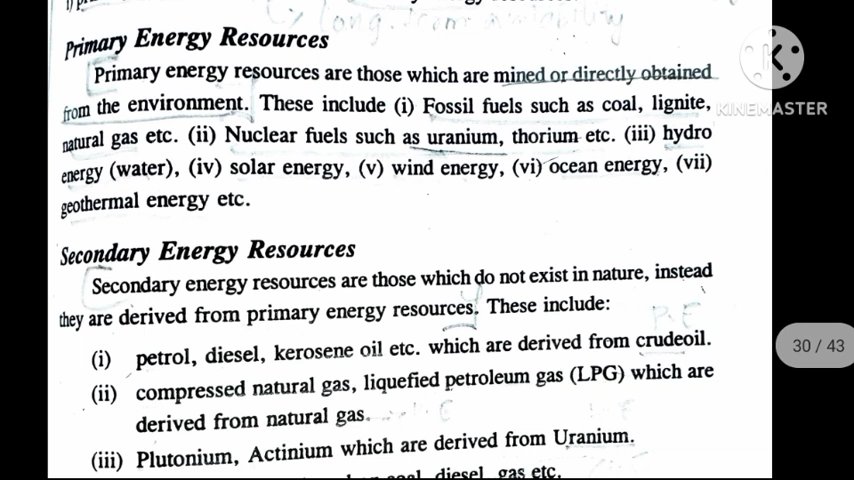 long
Primary Energy Resources
Primary energy resources are those which are mined or directly obtained
from the environment. These include (i) Fossil fuels such as coal, lignite,
natural gas etc. (ii) Nuclear fuels such as uranium, thorium etc. (iii) hydro
energy (water), (iv) solar energy, (v) wind energy, (vi) ocean energy, (vii)
geothermal energy etc.
KINEMASTER
Secondary Energy Resources
Secondary energy resources are those which do not exist in nature, instead
they are derived from primary energy resources. These include:
P.E
(i) petrol, diesel, kerosene oil etc. which are derived from crudeoil.
30 / 43
(ii) compressed natural gas, liquefied petroleum gas (LPG) which are
derived from natural gas.
(iii) Plutonium, Actinium which are derived from Uranium.
coal, diesel, gas etc.